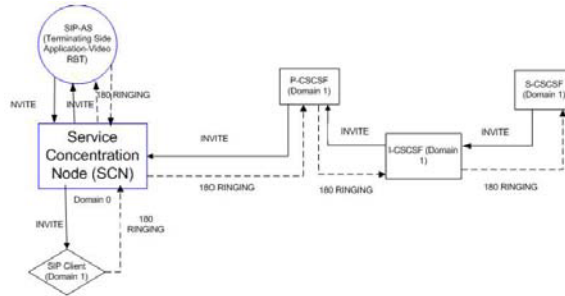 SIP-AS
(Terminating Side
Application-Video
RBT)
NVITE
INVITE
180 RINGING
P-CSCSF
(Domain 1)
S-CSCSF
(Domain 1)
Service
Concentration
Node (SCN)
INVITE
INVITE
INVITE
I-CSCSF (Domain
1)
18O RINGING
180 RINGING
180 RINGING
Domain 0
INVITE
180
RINGING
SIP Client
(Domain 1)